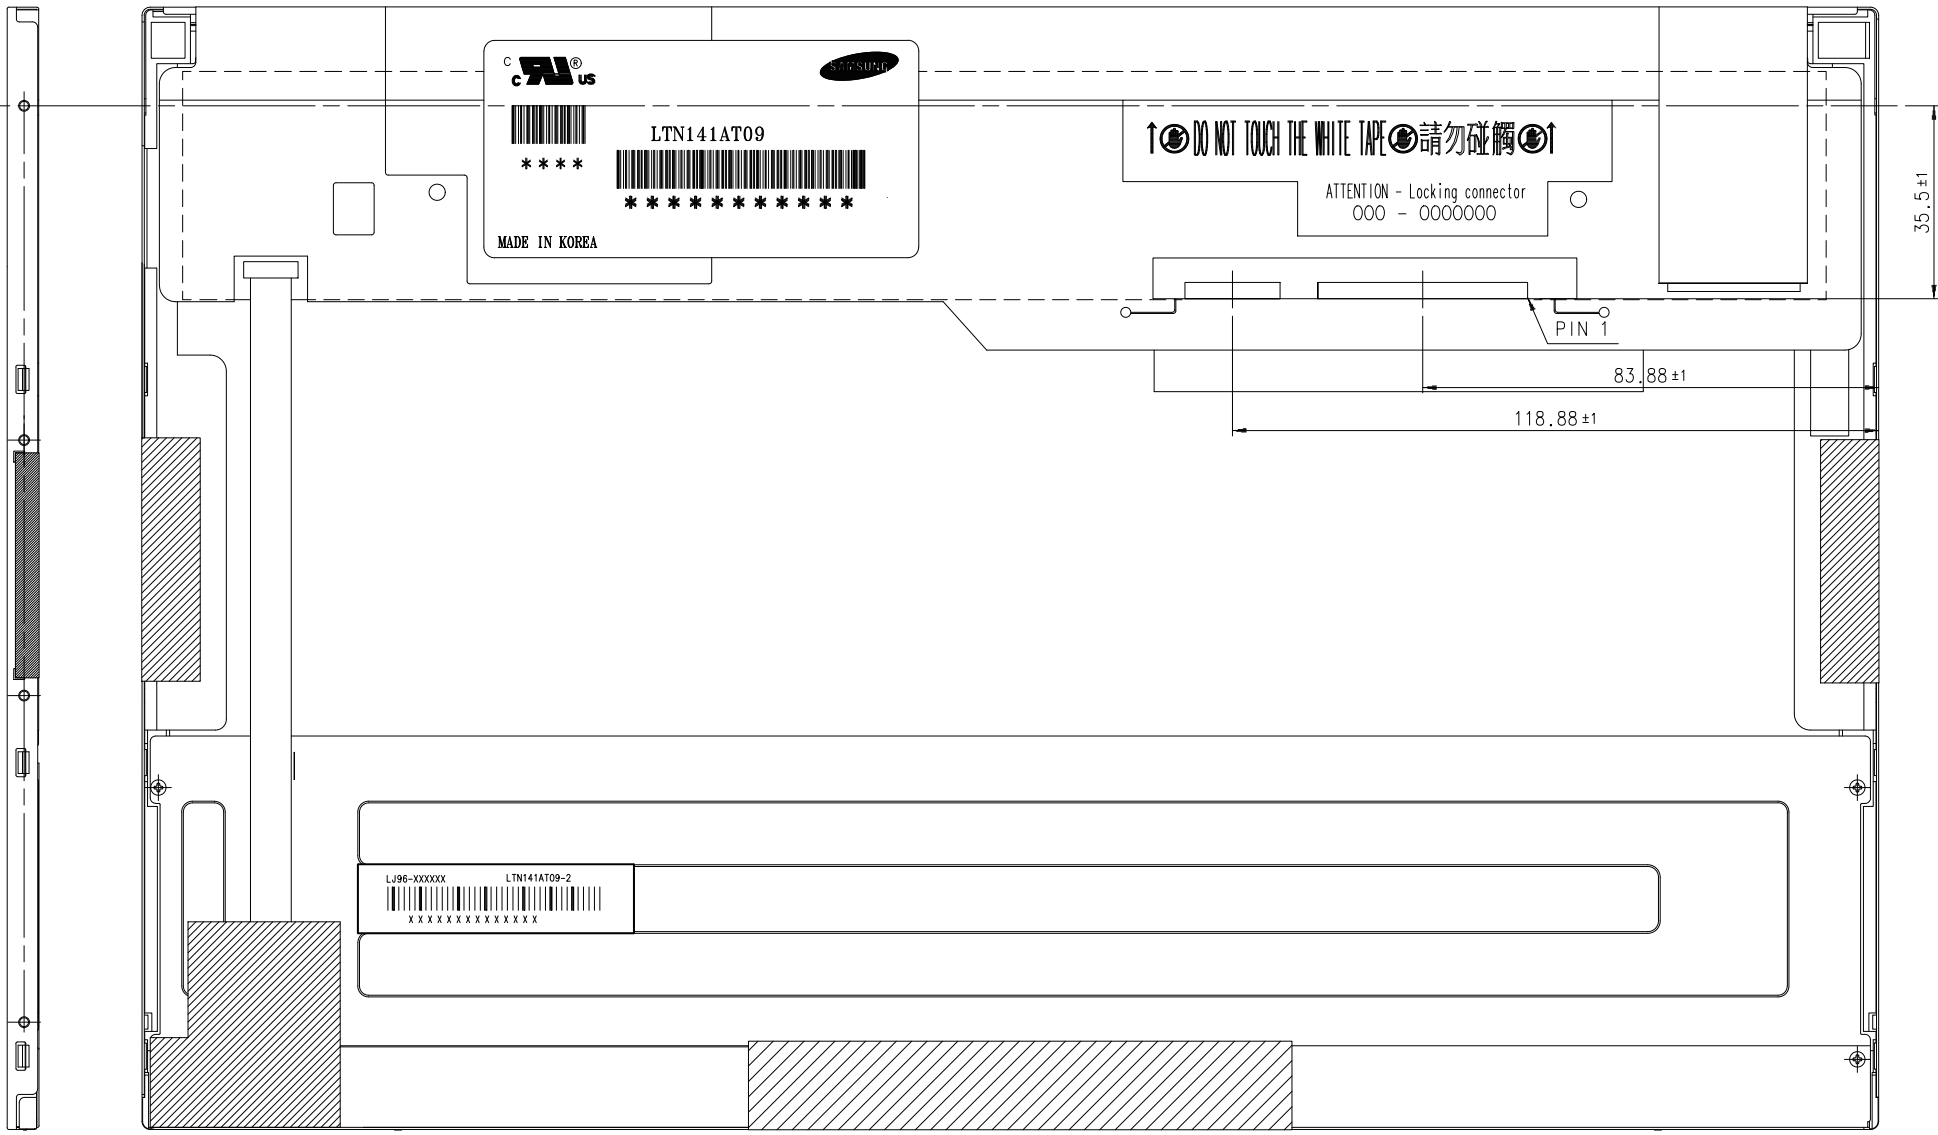 C
C US ®
SAMSUNG
LTN141AT09
* * * *
* * * * * * * * * * *
MADE IN KOREA
↑ DO NOT TOUCH THE WHITE TAPE 請勿碰觸 ↑
ATTENTION - Locking connector
000 - 0000000
35.5±1
PIN 1
83.88±1
118.88±1
LJ96-XXXXXX LTN141AT09-2
XXXXXXXXXXXXXX